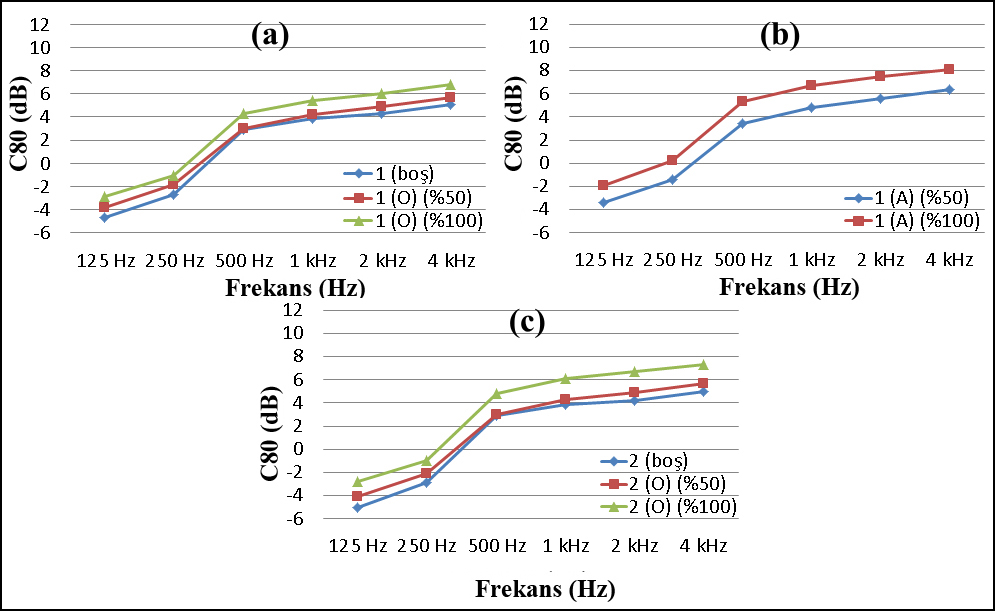 (a)
C80 (dB)
12
10
8
6
4
2
0
-2
-4
-6
1 (boş)
1 (O) (%50)
1 (O) (%100)
125 Hz 250 Hz 500 Hz 1 kHz 2 kHz 4 kHz
Frekans (Hz)
(b)
C80 (dB)
12
10
8
6
4
2
0
-2
-4
-6
1 (A) (%50)
1 (A) (%100)
125 Hz 250 Hz 500 Hz 1 kHz 2 kHz 4 kHz
Frekans (Hz)
(c)
C80 (dB)
12
10
8
6
4
2
0
-2
-4
-6
2 (boş)
2 (O) (%50)
2 (O) (%100)
125 Hz 250 Hz 500 Hz 1 kHz 2 kHz 4 kHz
Frekans (Hz)